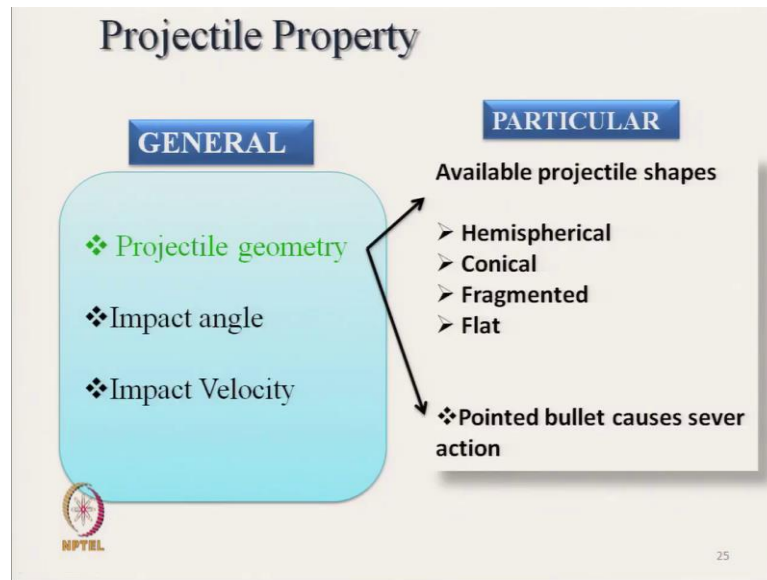 Projectile Property
GENERAL
❖ Projectile geometry
❖Impact angle
❖Impact Velocity
PARTICULAR
Available projectile shapes
➢ Hemispherical
➢ Conical
➢ Fragmented
➢ Flat
❖Pointed bullet causes sever
action
NPTEL
25